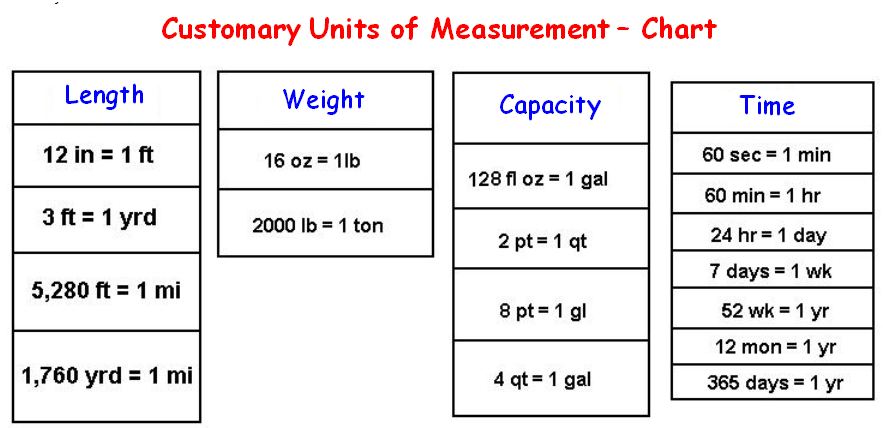 Customary Units of Measurement – Chart
Length
12 in = 1 ft
3 ft = 1 yrd
5,280 ft = 1 mi
1,760 yrd = 1 mi
Weight
16 oz = 1lb
2000 lb = 1 ton
Capacity
128 fl oz = 1 gal
2 pt = 1 qt
8 pt = 1 gl
4 qt = 1 gal
Time
60 sec = 1 min
60 min = 1 hr
24 hr = 1 day
7 days = 1 wk
52 wk = 1 yr
12 mon = 1 yr
365 days = 1 yr